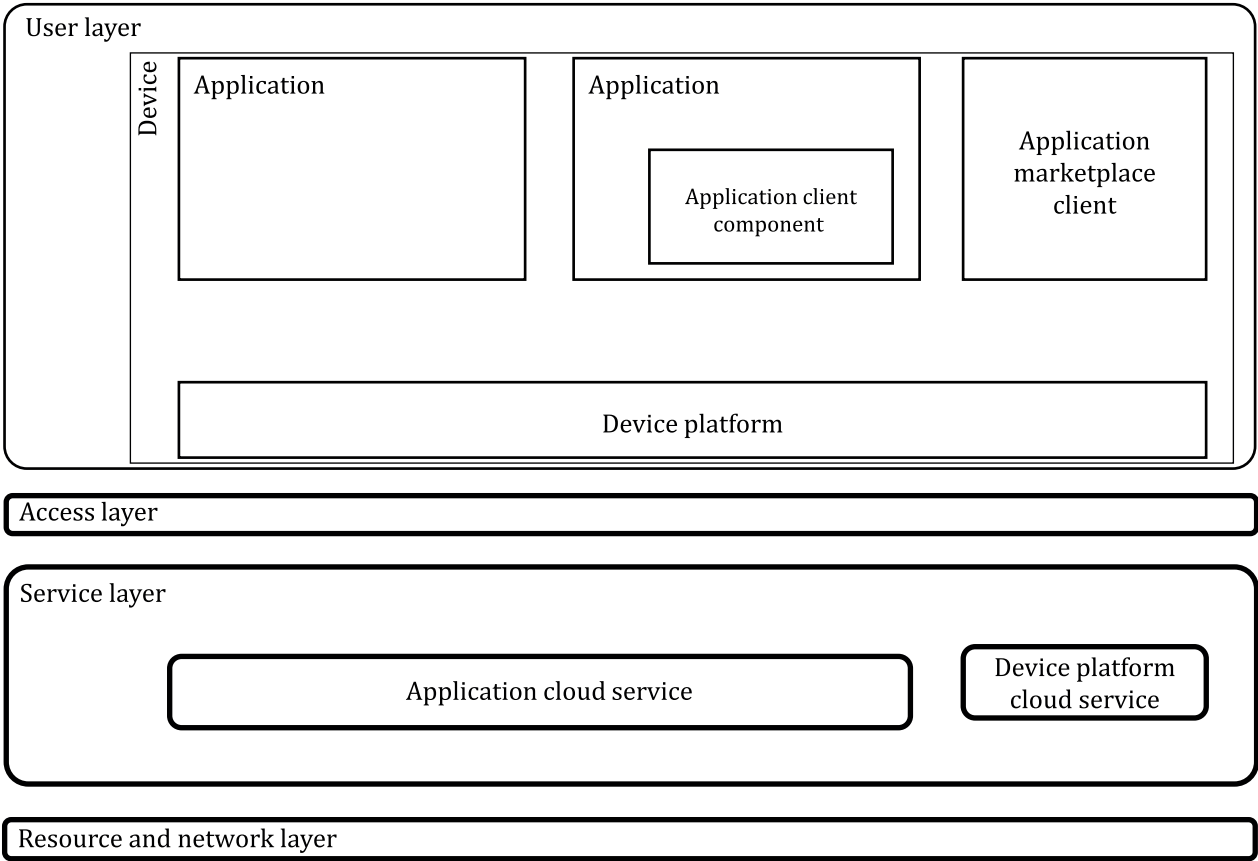 User layer
Device
Application
Application
Application client
component
Application
marketplace
client
Device platform
Access layer
Service layer
Application cloud service
Device platform
cloud service
Resource and network layer